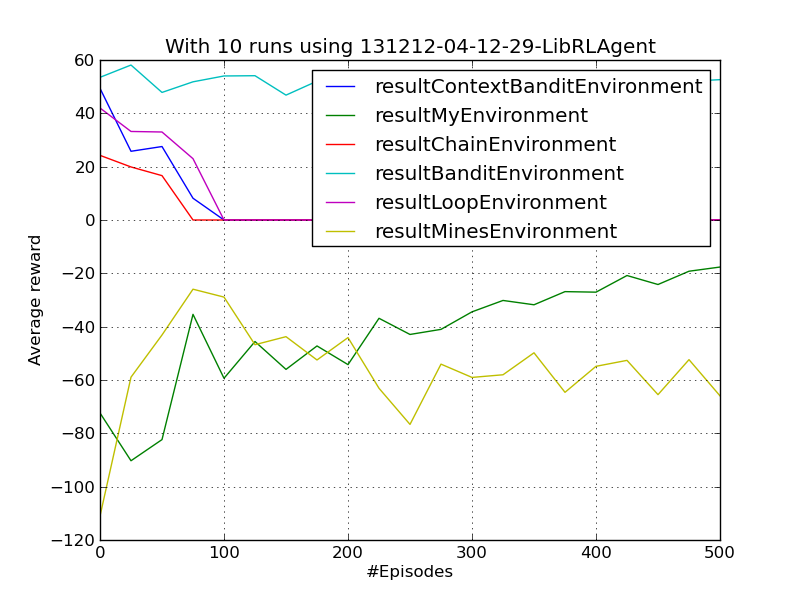 With 10 runs using 131212-04-12-29-LibRLAgent
60
40
20
0
−20
−40
−60
−80
−100
−120
Average reward
resultContextBanditEnvironment
resultMyEnvironment
resultChainEnvironment
resultBanditEnvironment
resultLoopEnvironment
resultMinesEnvironment
0 100 200 300 400 500
#Episodes